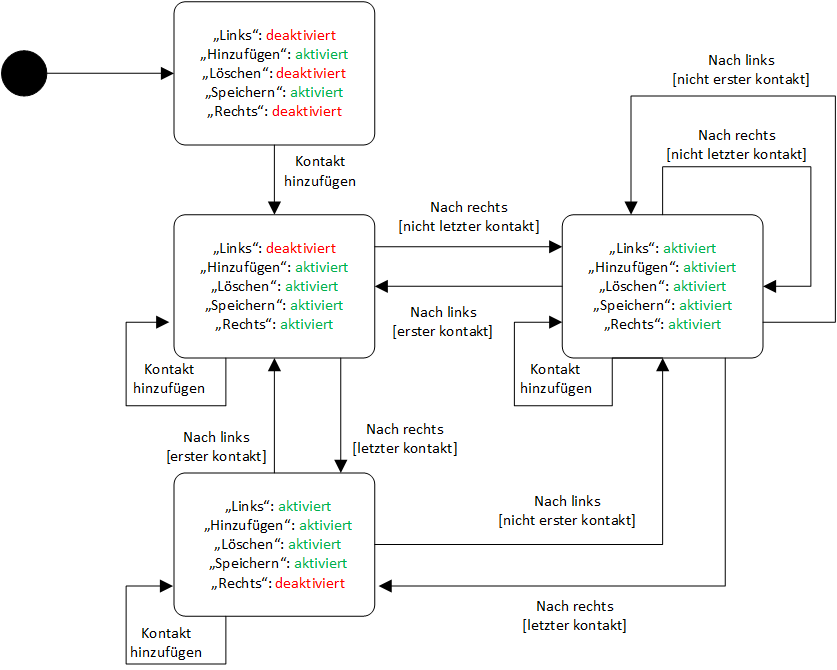 „Links“: deaktiviert
„Hinzufügen“: aktiviert
„Löschen“: deaktiviert
„Speichern“: aktiviert
„Rechts“: deaktiviert
Kontakt
hinzufügen
Nach links
[nicht erster kontakt]
Nach rechts
[nicht letzter kontakt]
Nach rechts
[nicht letzter kontakt]
„Links“: deaktiviert
„Hinzufügen“: aktiviert
„Löschen“: aktiviert
„Speichern“: aktiviert
„Rechts“: aktiviert
„Links“: aktiviert
„Hinzufügen“: aktiviert
„Löschen“: aktiviert
„Speichern“: aktiviert
„Rechts“: aktiviert
Nach links
[erster kontakt]
Kontakt
hinzufügen
Kontakt
hinzufügen
Nach links
[erster kontakt]
Nach rechts
[letzter kontakt]
„Links“: aktiviert
„Hinzufügen“: aktiviert
„Löschen“: aktiviert
„Speichern“: aktiviert
„Rechts“: deaktiviert
Nach links
[nicht erster kontakt]
Nach rechts
[letzter kontakt]
Kontakt
hinzufügen